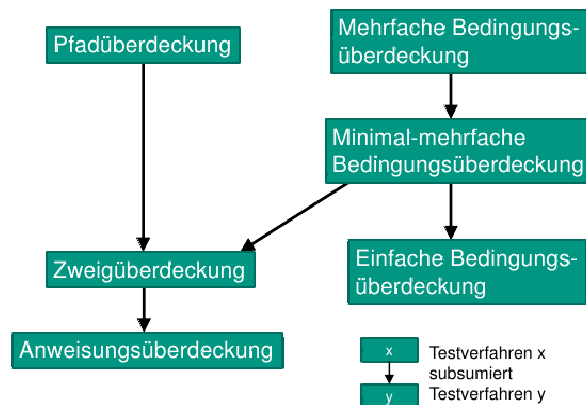 Pfadüberdeckung
Mehrfache Bedingungs-
überdeckung
Minimal-mehrfache
Bedingungsüberdeckung
Zweigüberdeckung
Einfache Bedingungs-
überdeckung
Anweisungsüberdeckung
x
Testverfahren x
subsumiert
y
Testverfahren y